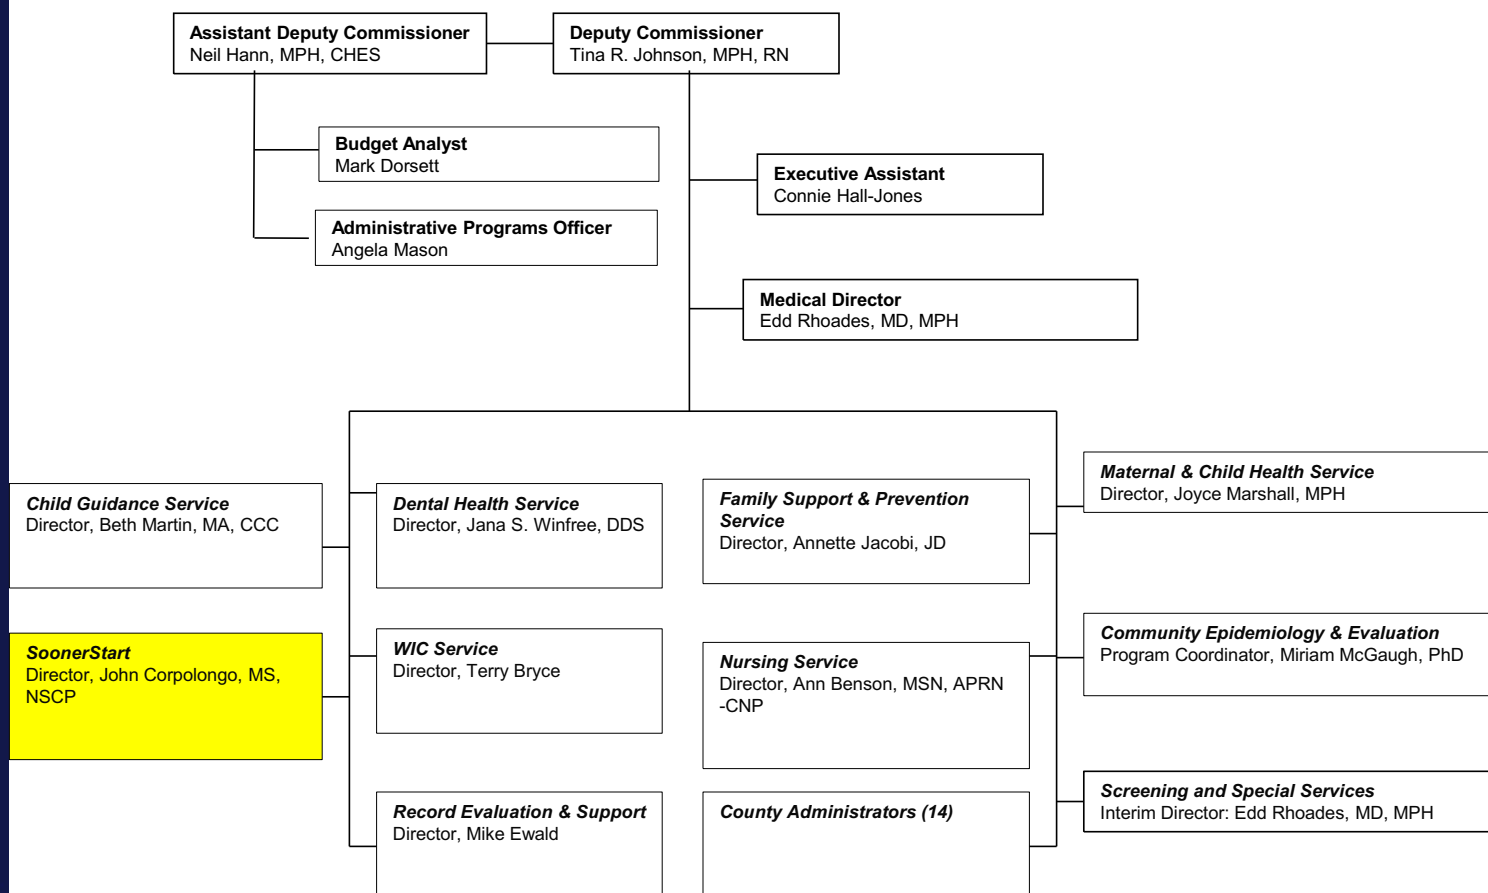 Assistant Deputy Commissioner
Neil Hann, MPH, CHES
Deputy Commissioner
Tina R. Johnson, MPH, RN
Budget Analyst
Mark Dorsett
Executive Assistant
Connie Hall-Jones
Administrative Programs Officer
Angela Mason
Medical Director
Edd Rhoades, MD, MPH
Child Guidance Service
Director, Beth Martin, MA, CCC
Dental Health Service
Director, Jana S. Winfree, DDS
Family Support & Prevention
Service
Director, Annette Jacobi, JD
Maternal & Child Health Service
Director, Joyce Marshall, MPH
SoonerStart
Director, John Corpolongo, MS,
NSCP
WIC Service
Director, Terry Bryce
Nursing Service
Director, Ann Benson, MSN, APRN
-CNP
Community Epidemiology & Evaluation
Program Coordinator, Miriam McGaugh, PhD
Record Evaluation & Support
Director, Mike Ewald
County Administrators (14)
Screening and Special Services
Interim Director: Edd Rhoades, MD, MPH